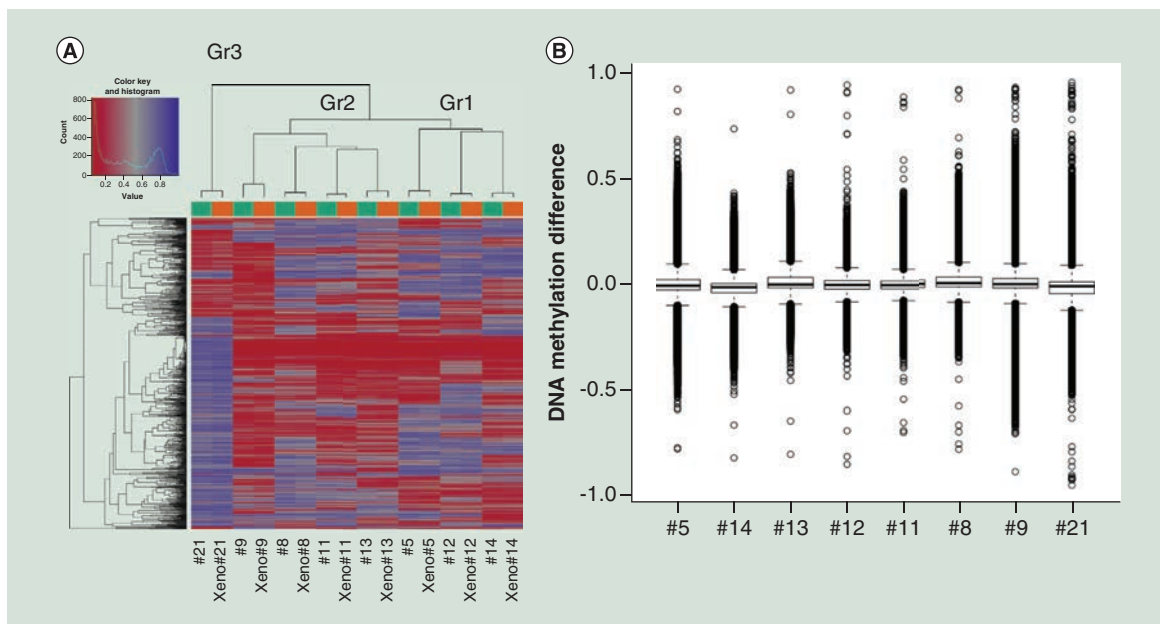 A
Gr3
Color key
and histogram
800
600
400
200
0
Count
0.2 0.4 0.6 0.8
Value
Gr2
Gr1
#21
Xeno#21
#9
Xeno#9
#8
Xeno#8
#11
Xeno#11
#13
Xeno#13
#5
Xeno#5
#12
Xeno#12
#14
Xeno#14
B
DNA methylation difference
1.0
0.5
0.0
-0.5
-1.0
#5 #14 #13 #12 #11 #8 #9 #21